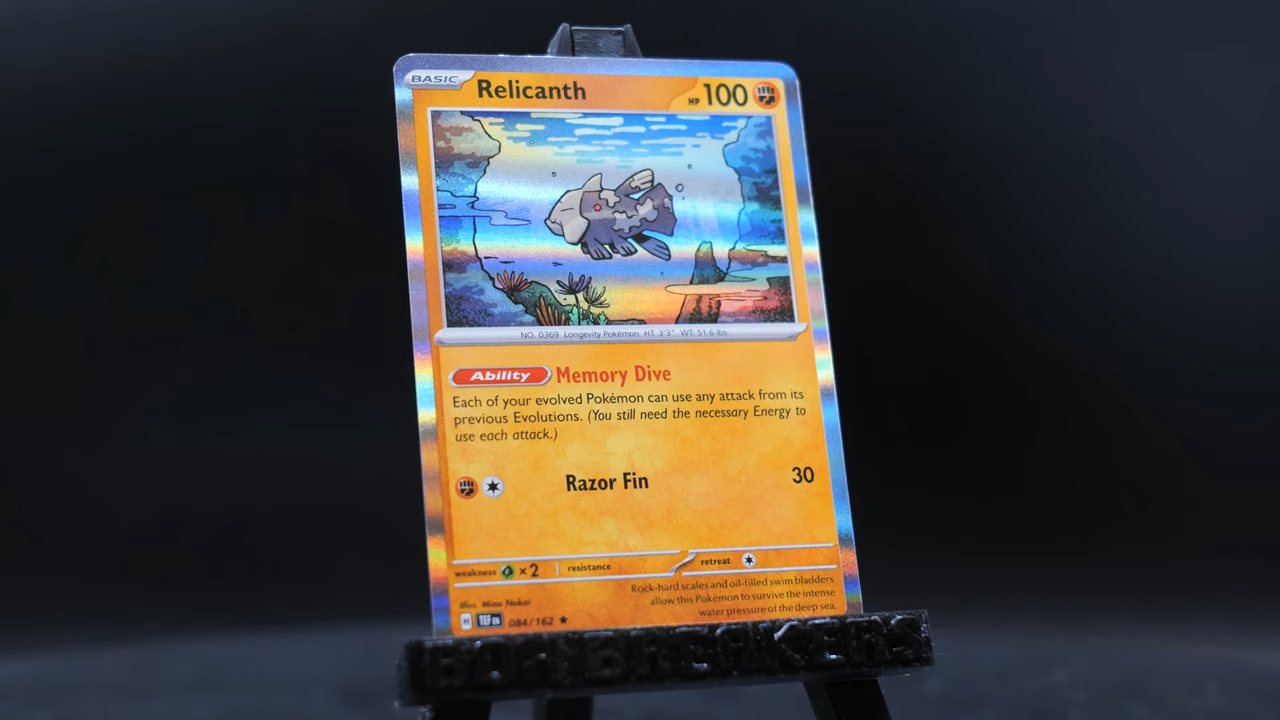 BASIC Relicanth HP 100
NO. 0369 Longevity Pokémon HT: 3'3" WT: 51.6 lbs.
Ability Memory Dive
Each of your evolved Pokémon can use any attack from its
previous Evolutions. (You still need the necessary Energy to
use each attack.)
Razor Fin 30
weakness ×2 resistance retreat
Rock-hard scales and oil-filled swim bladders
allow this Pokémon to survive the intense
water pressure of the deep sea.
Illus. Mina Nakai
H TEF EN 084/162
BOXBREAKERS